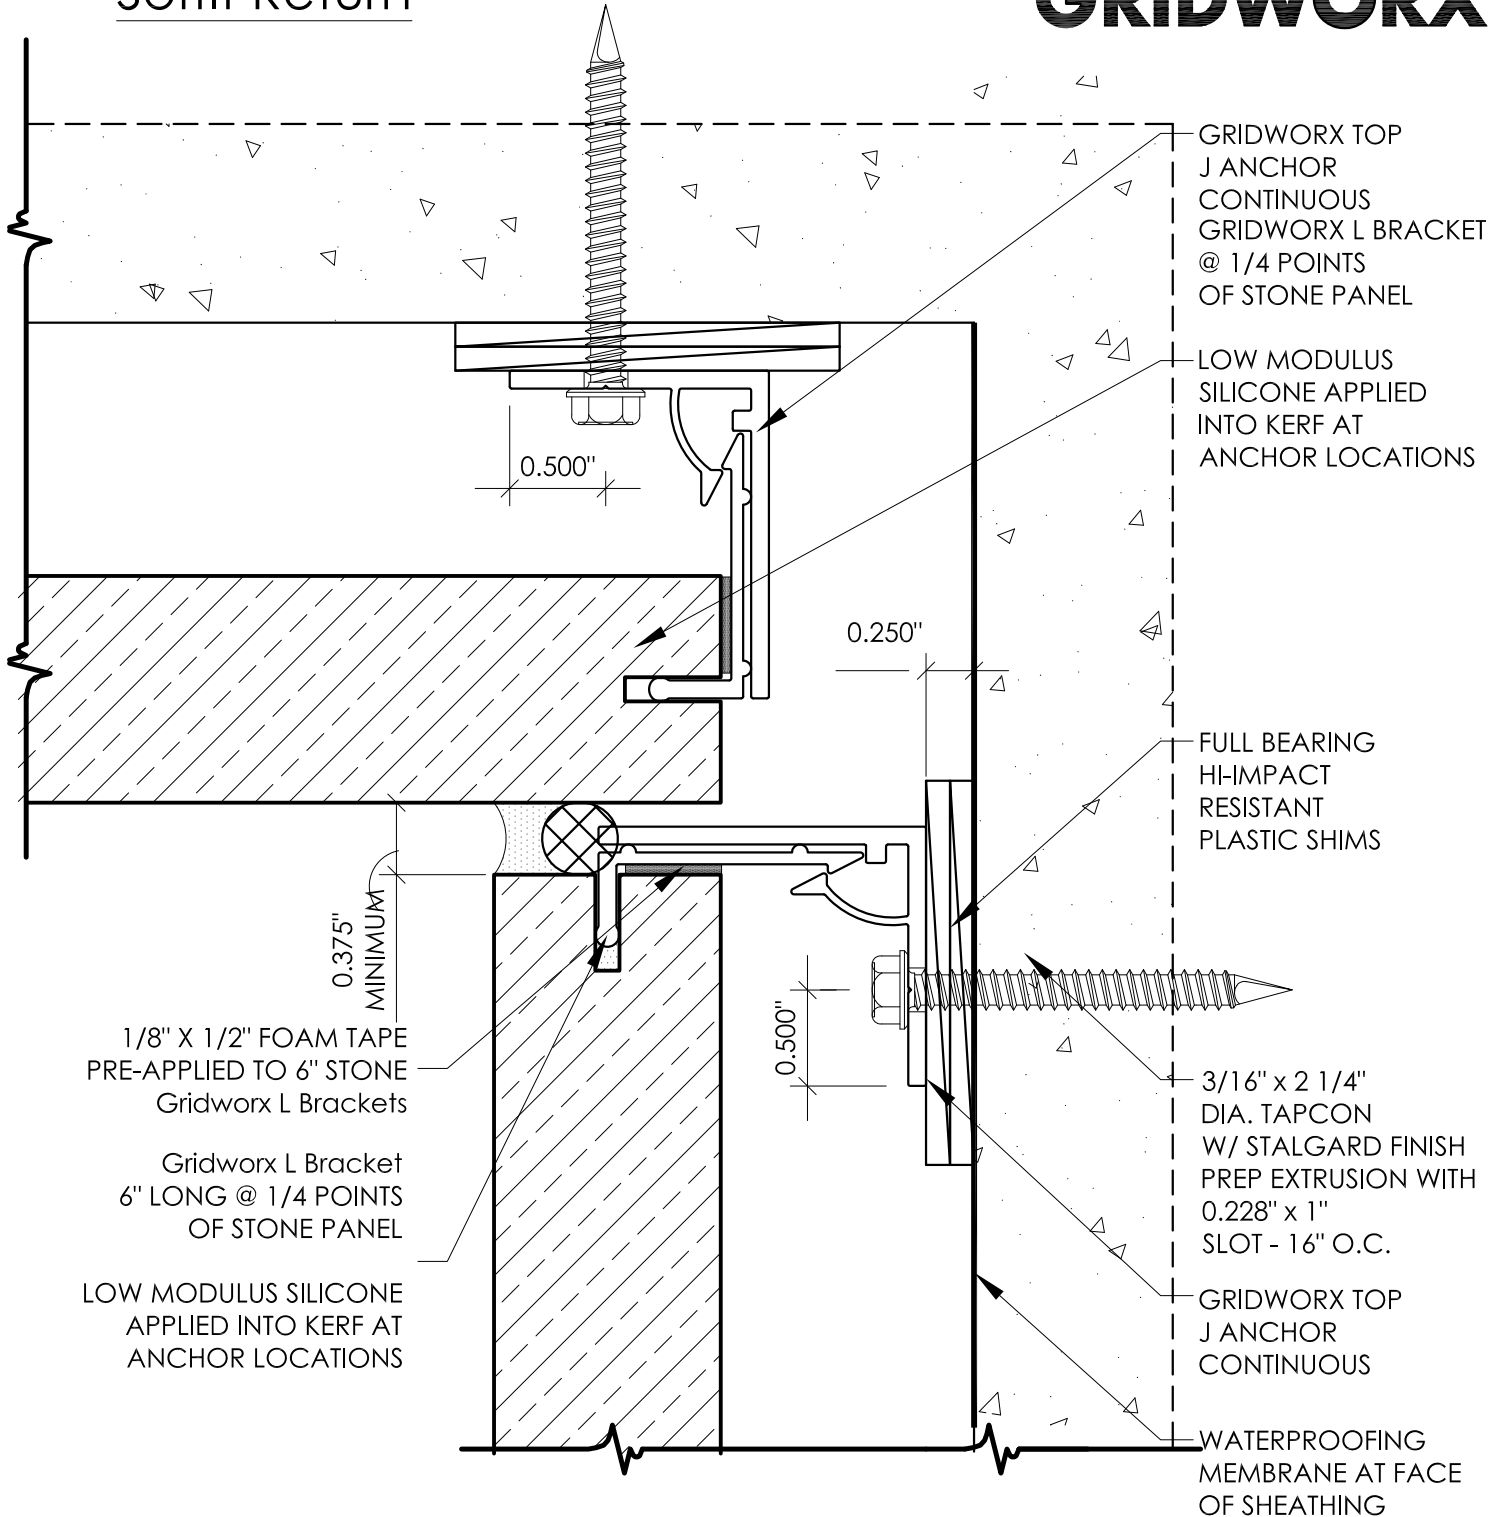 Soffit Return
GRIDWORX
GRIDWORX TOP
J ANCHOR
CONTINUOUS
GRIDWORX L BRACKET
@ 1/4 POINTS
OF STONE PANEL
LOW MODULUS
SILICONE APPLIED
INTO KERF AT
ANCHOR LOCATIONS
0.500"
0.250"
FULL BEARING
HI-IMPACT
RESISTANT
PLASTIC SHIMS
0.375"
MINIMUM
0.500"
1/8" X 1/2" FOAM TAPE
PRE-APPLIED TO 6" STONE
Gridworx L Brackets
Gridworx L Bracket
6" LONG @ 1/4 POINTS
OF STONE PANEL
LOW MODULUS SILICONE
APPLIED INTO KERF AT
ANCHOR LOCATIONS
3/16" x 2 1/4"
DIA. TAPCON
W/ STALGARD FINISH
PREP EXTRUSION WITH
0.228" x 1"
SLOT - 16" O.C.
GRIDWORX TOP
J ANCHOR
CONTINUOUS
WATERPROOFING
MEMBRANE AT FACE
OF SHEATHING